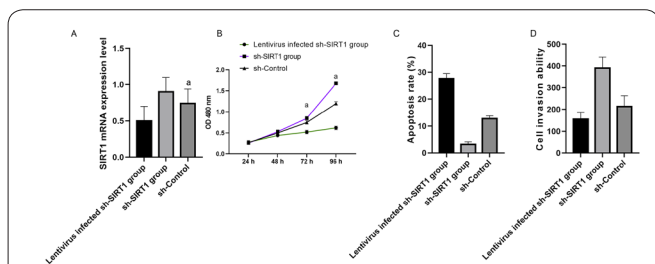 A
SIRT1 mRNA expression level
1.5
1.0
0.5
0.0
a
Lentivirus infected sh-SIRT1 group
sh-SIRT1 group
sh-Control
B
Lentivirus infected sh-SIRT1 group
sh-SIRT1 group
sh-Control
OD 460 nm
2.0
1.5
1.0
0.5
0.0
a
a
24 h
48 h
72 h
96 h
C
Apoptosis rate (%)
40
30
20
10
0
Lentivirus infected sh-SIRT1 group
sh-SIRT1 group
sh-Control
D
Cell invasion ability
500
400
300
200
100
0
Lentivirus infected sh-SIRT1 group
sh-SIRT1 group
sh-Control